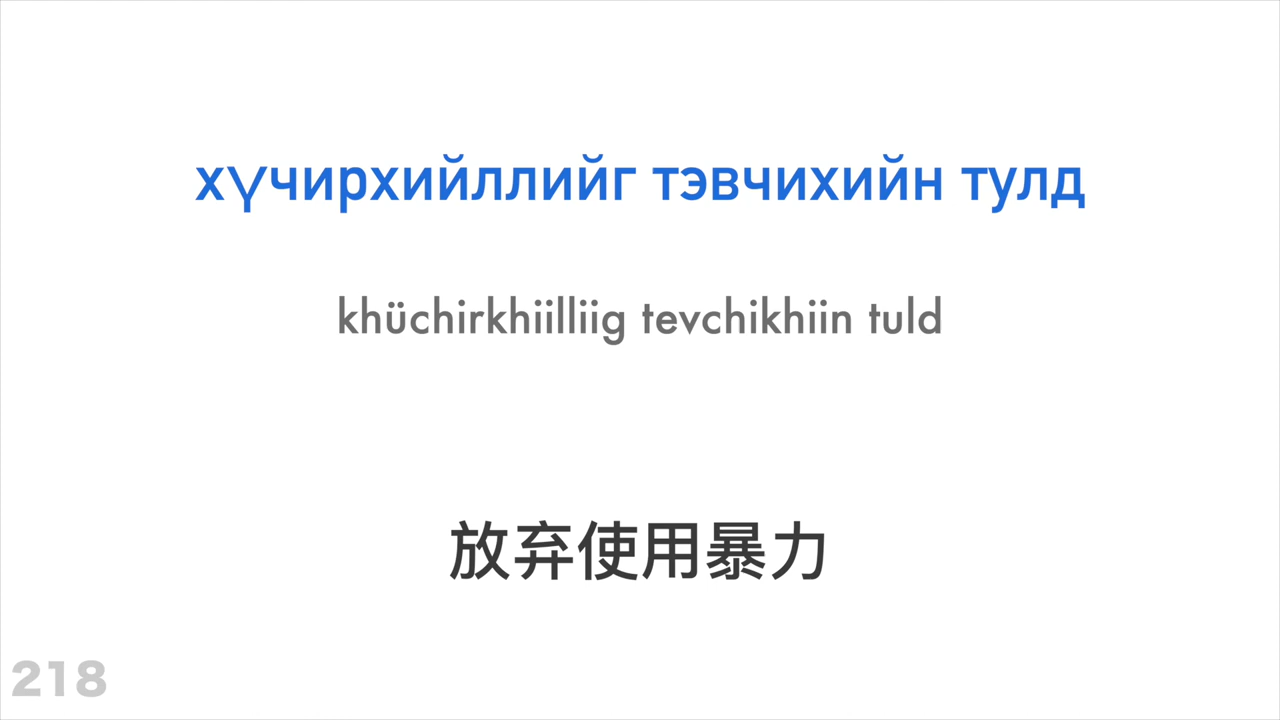 хүчирхийллийг тэвчихийн тулд
khüchirkhiilliig tevchikhiin tuld
放弃使用暴力
218